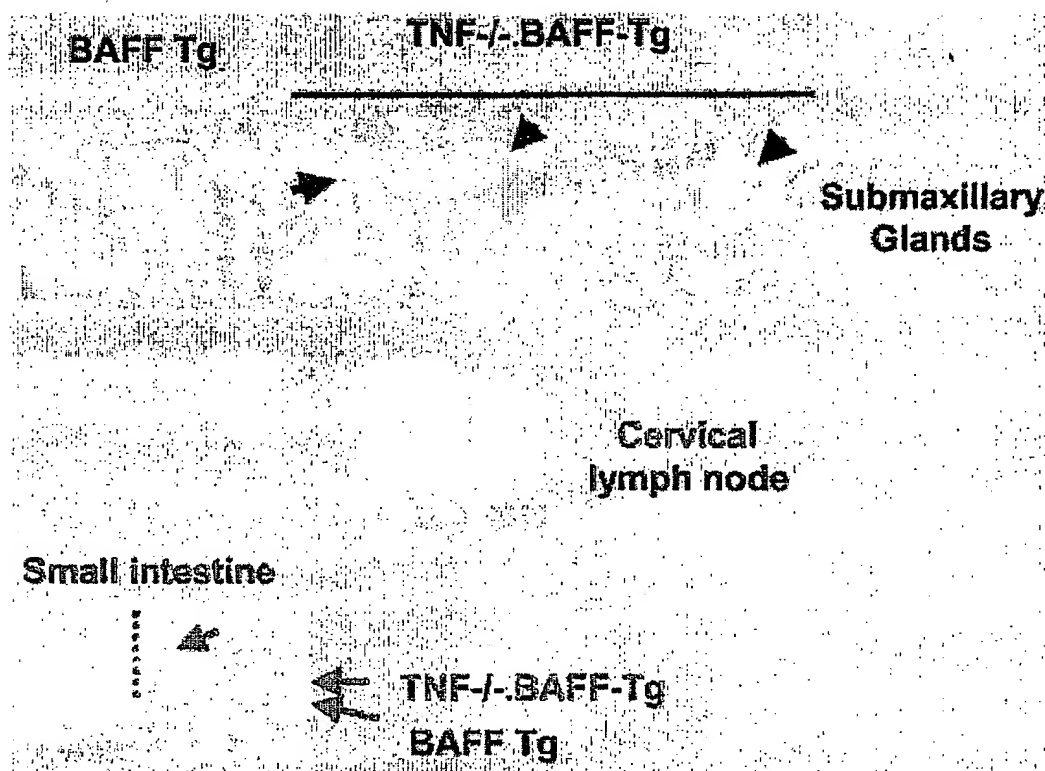 BAFF Tg
TNF-/-.BAFF-Tg
Submaxillary
Glands
Cervical
lymph node
Small intestine
TNF-/-.BAFF-Tg
BAFF Tg